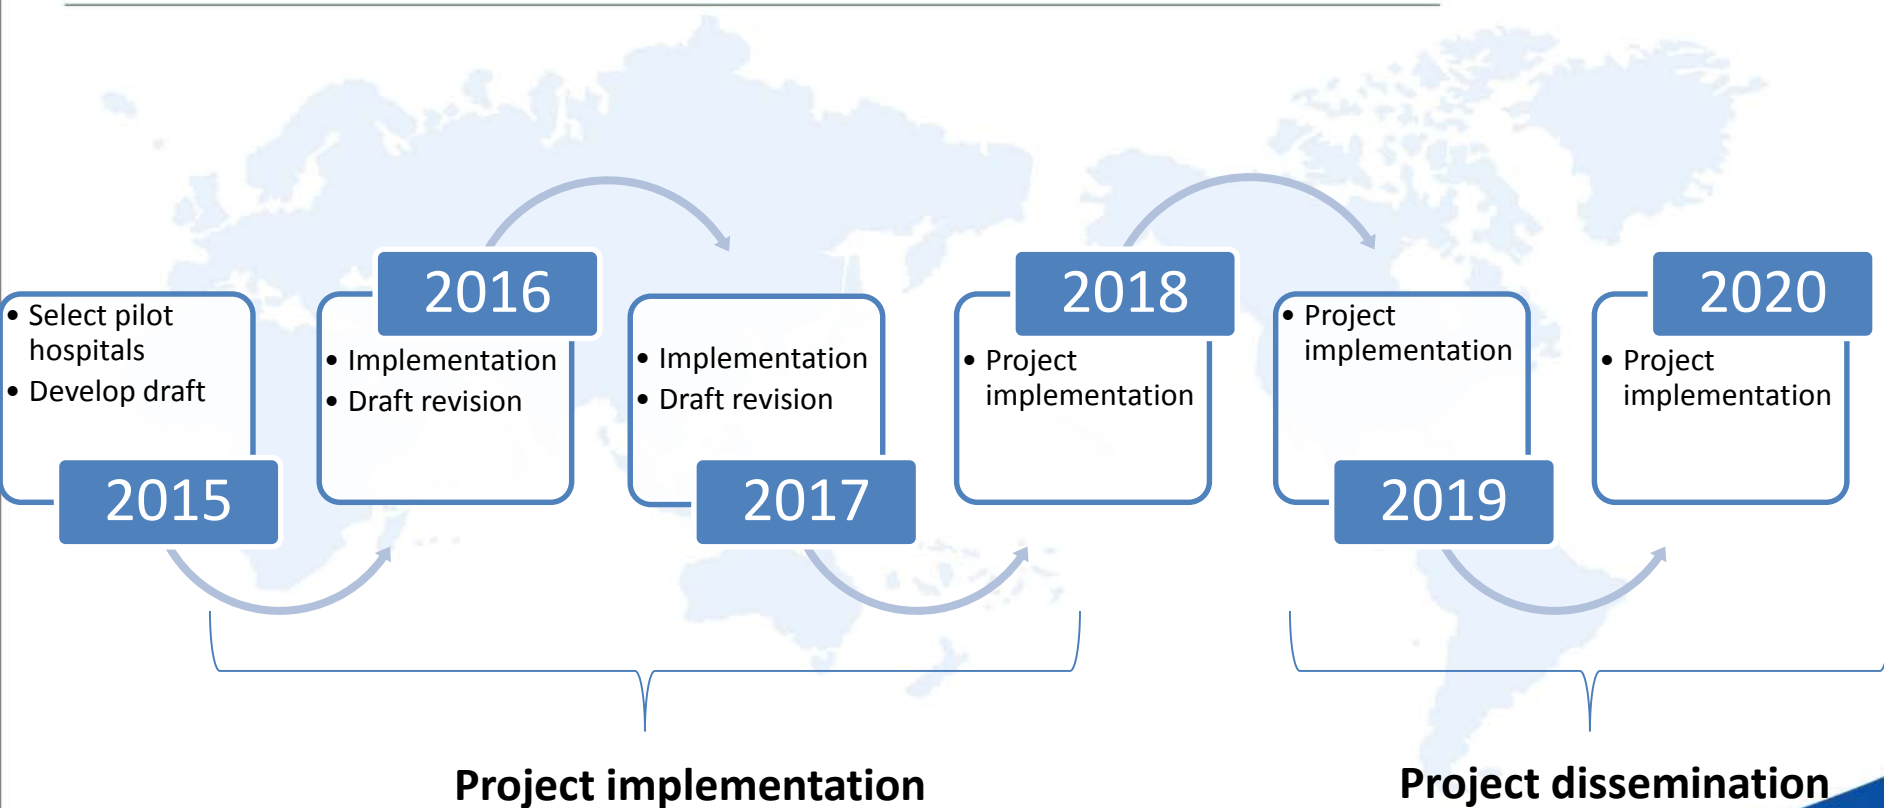 • Select pilot
hospitals
• Develop draft
2015
2016
• Implementation
• Draft revision
• Implementation
• Draft revision
2017
2018
• Project
implementation
• Project
implementation
2019
2020
• Project
implementation
Project implementation
Project dissemination